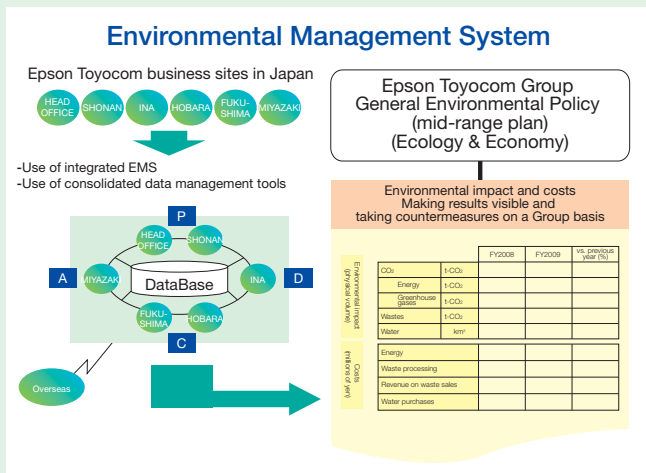 Environmental Management System
Epson Toyocom business sites in Japan
HEAD
OFFICE
SHONAN
INA
HOBARA
FUKU-
SHIMA
MIYAZAKI
-Use of integrated EMS
-Use of consolidated data management tools
P
HEAD
OFFICE
SHONAN
A
MIYAZAKI
DataBase
INA
D
FUKU-
SHIMA
HOBARA
C
Overseas
Epson Toyocom Group
General Environmental Policy
(mid-range plan)
(Ecology & Economy)
Environmental impact and costs
Making results visible and
taking countermeasures on a Group basis
FY2008 FY2009 vs. previous
year (%)
Environmental impact
(physical volume)
CO₂ t-CO₂
Energy t-CO₂
Greenhouse
gases t-CO₂
Wastes t-CO₂
Water km³
Costs
(millions of yen)
Energy
Waste processing
Revenue on waste sales
Water purchases